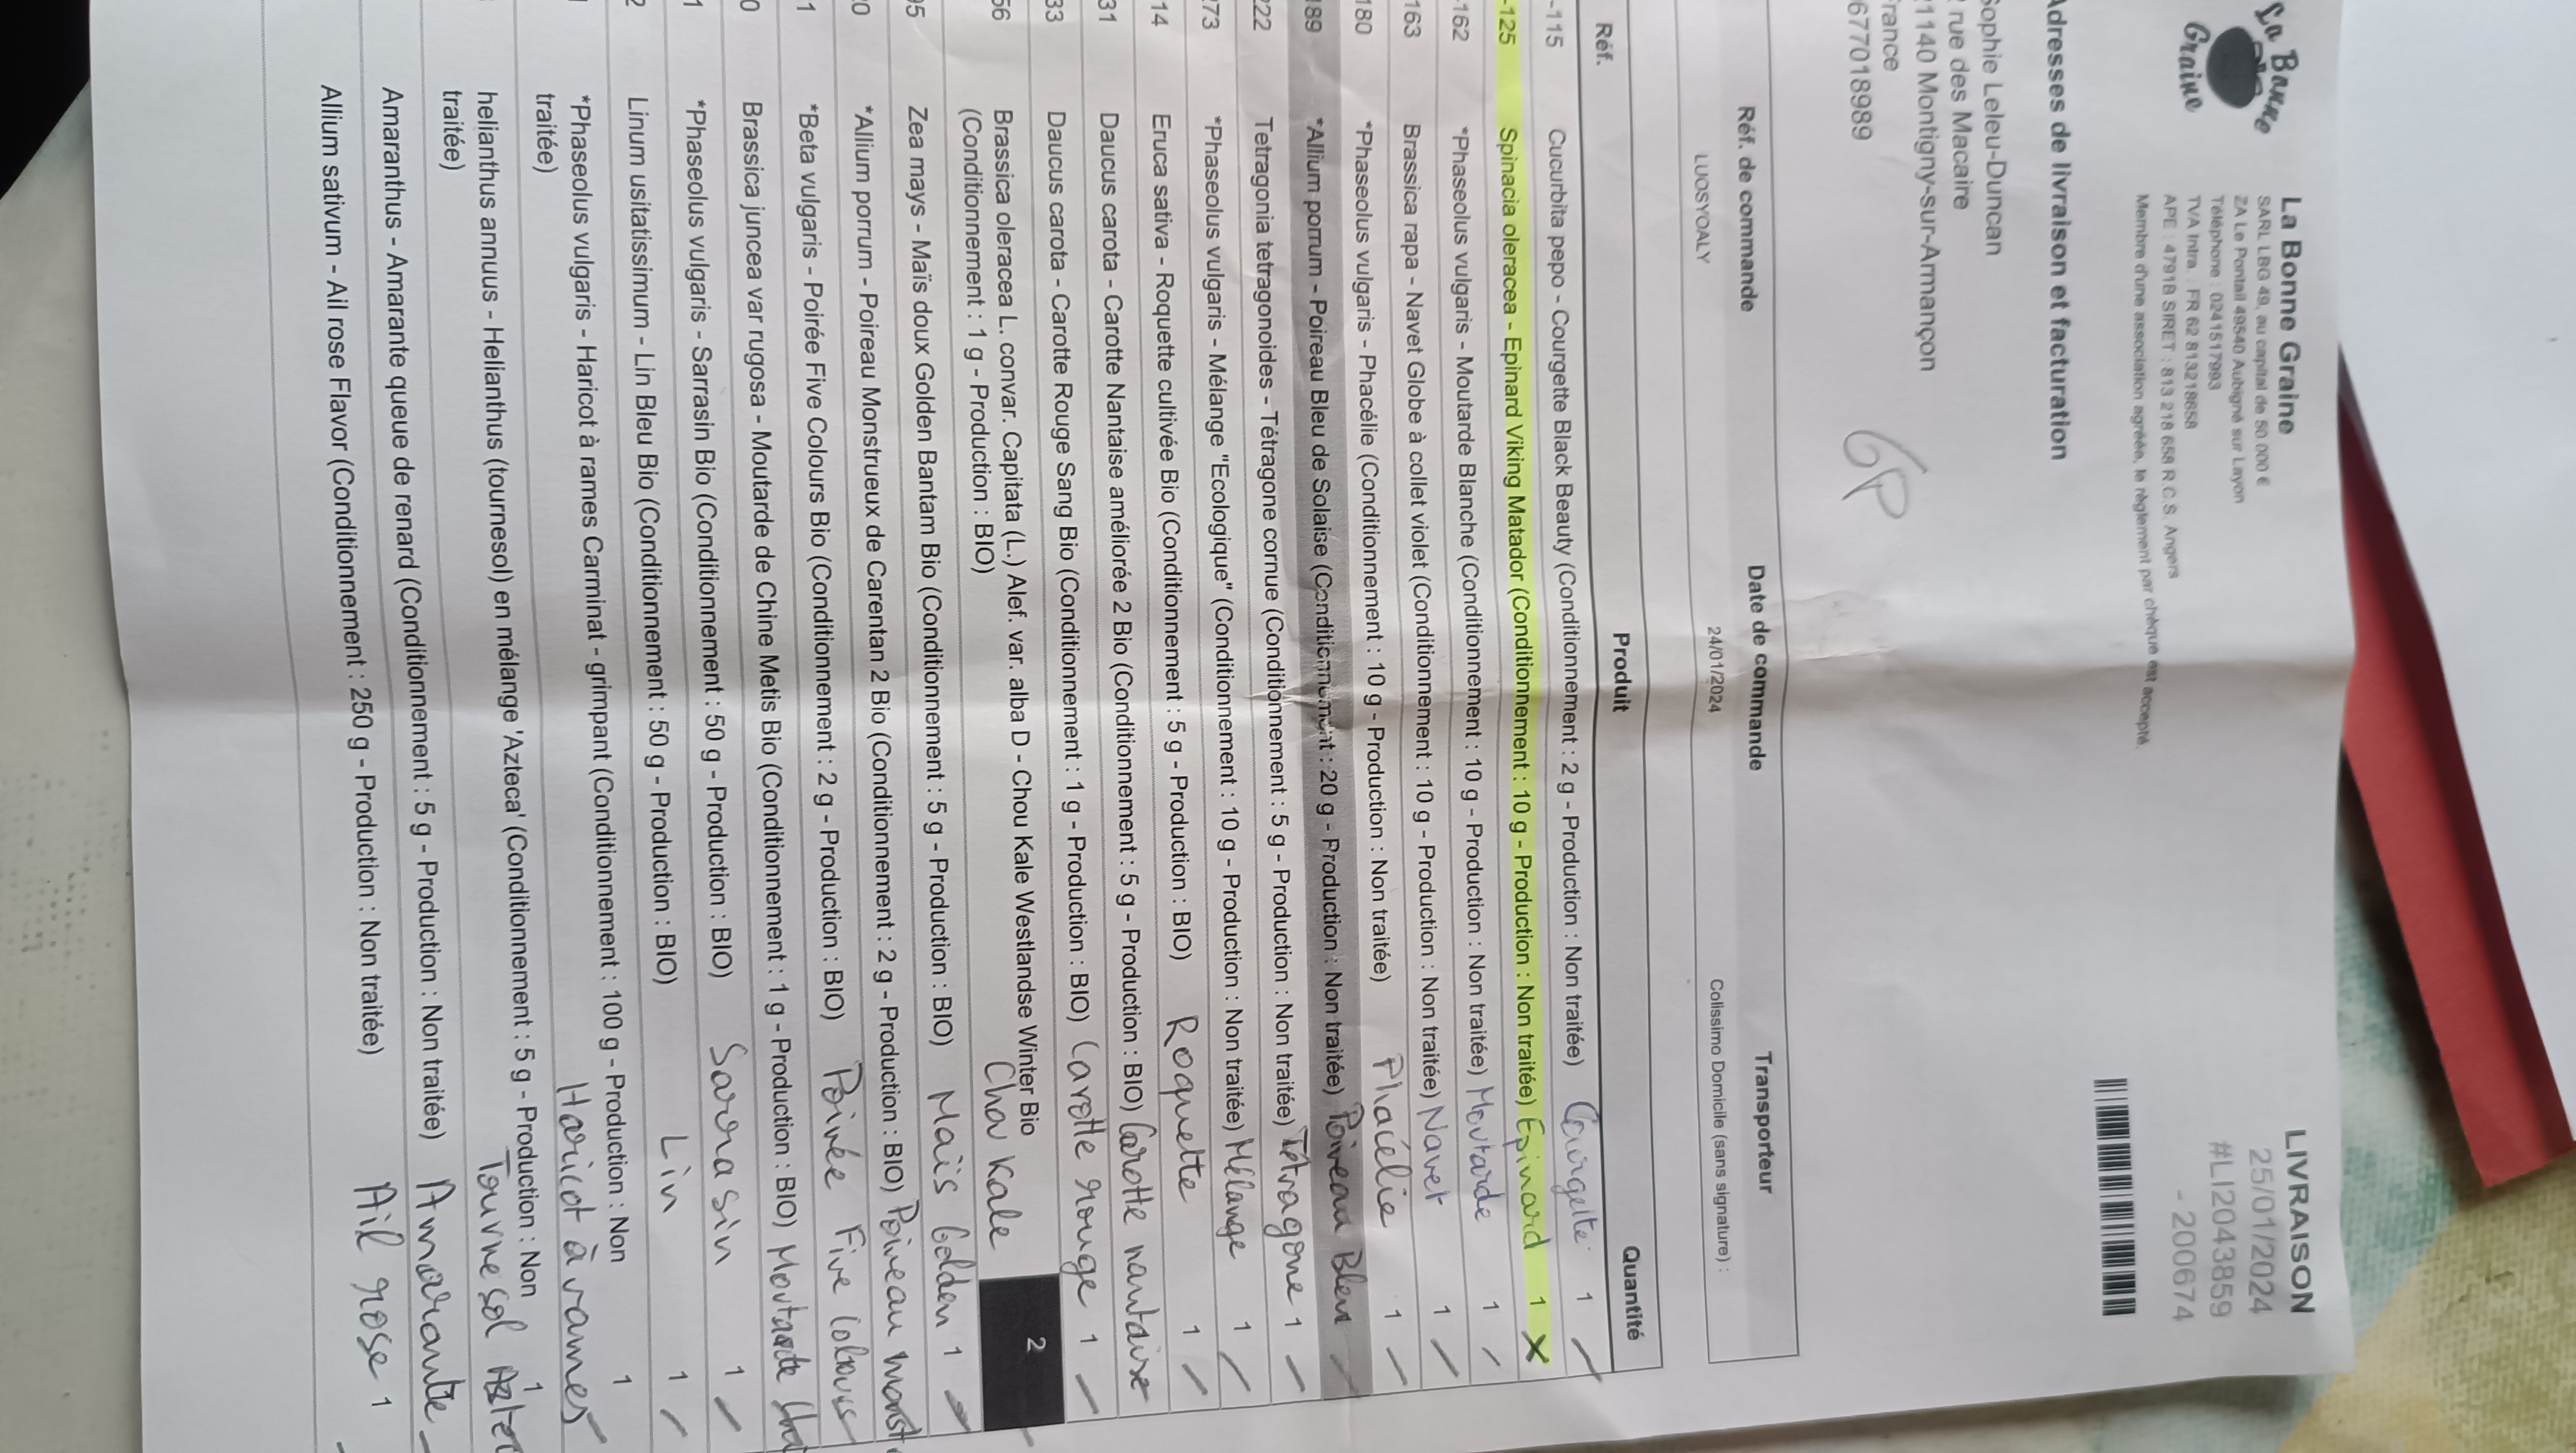 La Bonne
Graine
La Bonne Graine
SARL LBG 49, au capital de 50.000 €
ZA Le Pontail 49540 Aubigné sur Layon
Téléphone : 0241517993
TVA Intra. : FR 62 813218658
APE : 4791B SIRET : 813 218 658 R.C.S. Angers
Membre d'une association agréée, le règlement par chèque est accepté.
LIVRAISON
25/01/2024
#LI2043859
- 200674
Adresses de livraison et facturation
Sophie Leleu-Duncan
rue des Macaire
1140 Montigny-sur-Armançon
France
677018989
6P
Réf. de commande Date de commande Transporteur
LUOSYOALY 24/01/2024 Colissimo Domicile (sans signature) :
Réf. Produit Quantité
-115 Cucurbita pepo - Courgette Black Beauty (Conditionnement : 2 g - Production : Non traitée) Courgette 1
-125 Spinacia oleracea - Epinard Viking Matador (Conditionnement : 10 g - Production : Non traitée) Epinard 1 X
-162 *Phaseolus vulgaris - Moutarde Blanche (Conditionnement : 10 g - Production : Non traitée) Moutarde 1
-163 Brassica rapa - Navet Globe à collet violet (Conditionnement : 10 g - Production : Non traitée) Navet 1
180 *Phaseolus vulgaris - Phacélie (Conditionnement : 10 g - Production : Non traitée) Phacélie 1
189 *Allium porrum - Poireau Bleu de Solaise (Conditionnement : 20 g - Production : Non traitée) Poireau Bleu
222 Tetragonia tetragonoides - Tétragone cornue (Conditionnement : 5 g - Production : Non traitée) Tétragone 1
273 *Phaseolus vulgaris - Mélange "Ecologique" (Conditionnement : 10 g - Production : Non traitée) Mélange 1
14 Eruca sativa - Roquette cultivée Bio (Conditionnement : 5 g - Production : BIO) Roquette 1
31 Daucus carota - Carotte Nantaise améliorée 2 Bio (Conditionnement : 5 g - Production : BIO) Carotte nantaise
33 Daucus carota - Carotte Rouge Sang Bio (Conditionnement : 1 g - Production : BIO) Carotte rouge 1
56 Brassica oleracea L. convar. Capitata (L.) Alef. var. alba D - Chou Kale Westlandse Winter Bio
(Conditionnement : 1 g - Production : BIO) Chou Kale 2
95 Zea mays - Maïs doux Golden Bantam Bio (Conditionnement : 5 g - Production : BIO) Maïs Golden 1
20 *Allium porrum - Poireau Monstrueux de Carentan 2 Bio (Conditionnement : 2 g - Production : BIO) Poireau monst
1 *Beta vulgaris - Poirée Five Colours Bio (Conditionnement : 2 g - Production : BIO) Poirée Five Colours
0 Brassica juncea var rugosa - Moutarde de Chine Metis Bio (Conditionnement : 1 g - Production : BIO) Moutarde
1 *Phaseolus vulgaris - Sarrasin Bio (Conditionnement : 50 g - Production : BIO) Sarrasin 1
2 Linum usitatissimum - Lin Bleu Bio (Conditionnement : 50 g - Production : BIO) Lin 1
*Phaseolus vulgaris - Haricot à rames Carminat - grimpant (Conditionnement : 100 g - Production : Non 1
traitée) Haricot à rames
helianthus annuus - Helianthus (tournesol) en mélange 'Azteca' (Conditionnement : 5 g - Production : Non 1
traitée) Tournesol
Amaranthus - Amarante queue de renard (Conditionnement : 5 g - Production : Non traitée) Amarante
Allium sativum - Ail rose Flavor (Conditionnement : 250 g - Production : Non traitée) Ail rose 1